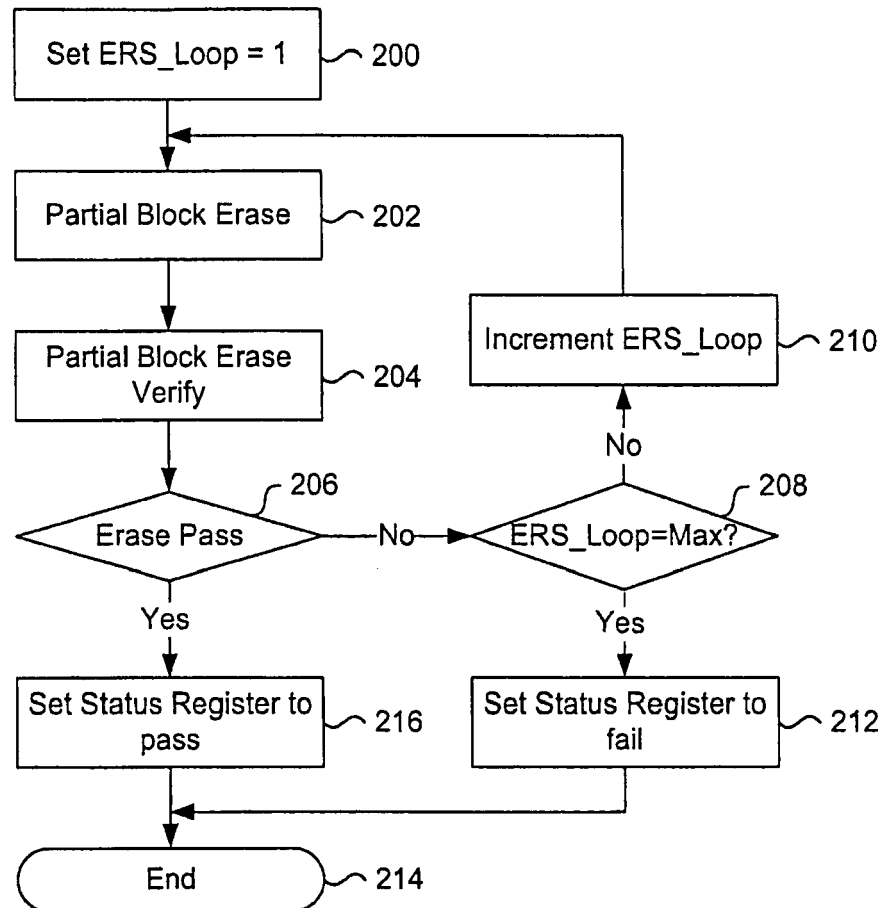 Set ERS_Loop = 1
200
Partial Block Erase
202
Partial Block Erase
Verify
204
Increment ERS_Loop
210
No
206
Erase Pass
No
208
ERS_Loop=Max?
Yes
Yes
Set Status Register to
pass
216
Set Status Register to
fail
212
End
214